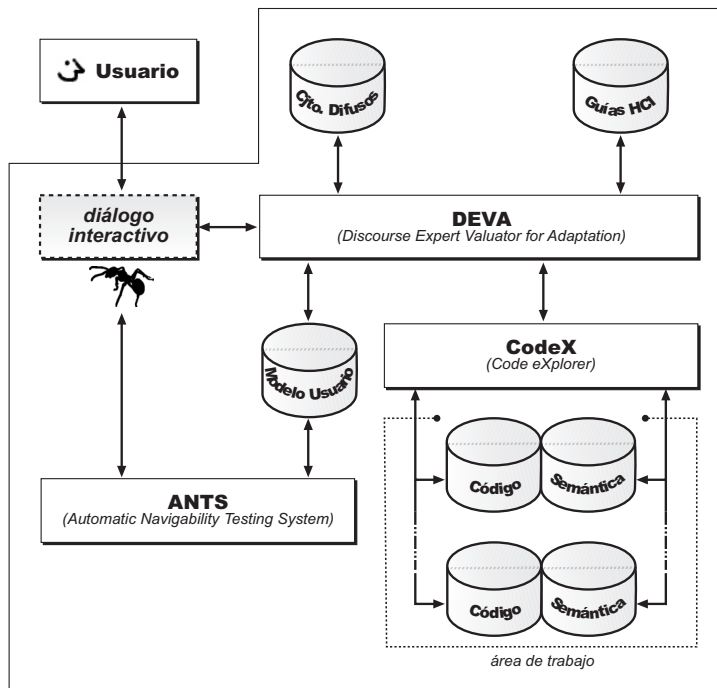 Usuario
Cjto. Difusos
Guías HCI
diálogo
interactivo
DEVA
(Discourse Expert Valuator for Adaptation)
Modelo Usuario
CodeX
(Code eXplorer)
ANTS
(Automatic Navigability Testing System)
Código
Semántica
Código
Semántica
área de trabajo